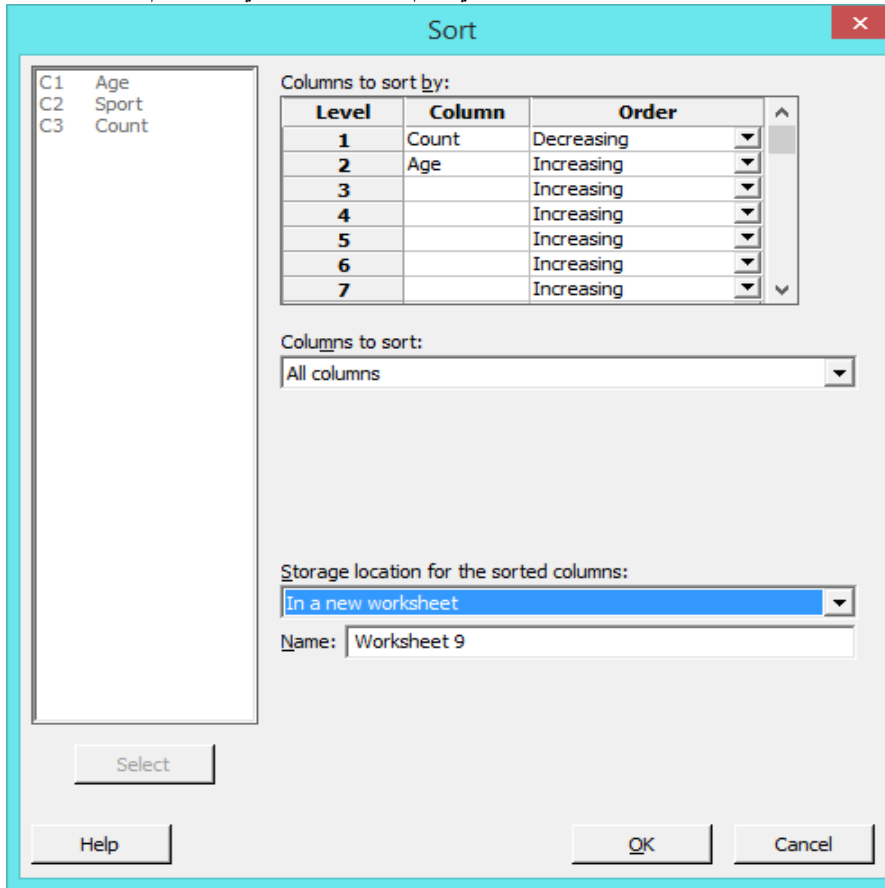 Sort
C1 Age
C2 Sport
C3 Count
Columns to sort by:
Level Column Order
1 Count Decreasing
2 Age Increasing
3 Increasing
4 Increasing
5 Increasing
6 Increasing
7 Increasing
Columns to sort:
All columns
Storage location for the sorted columns:
In a new worksheet
Name: Worksheet 9
Select
Help OK Cancel